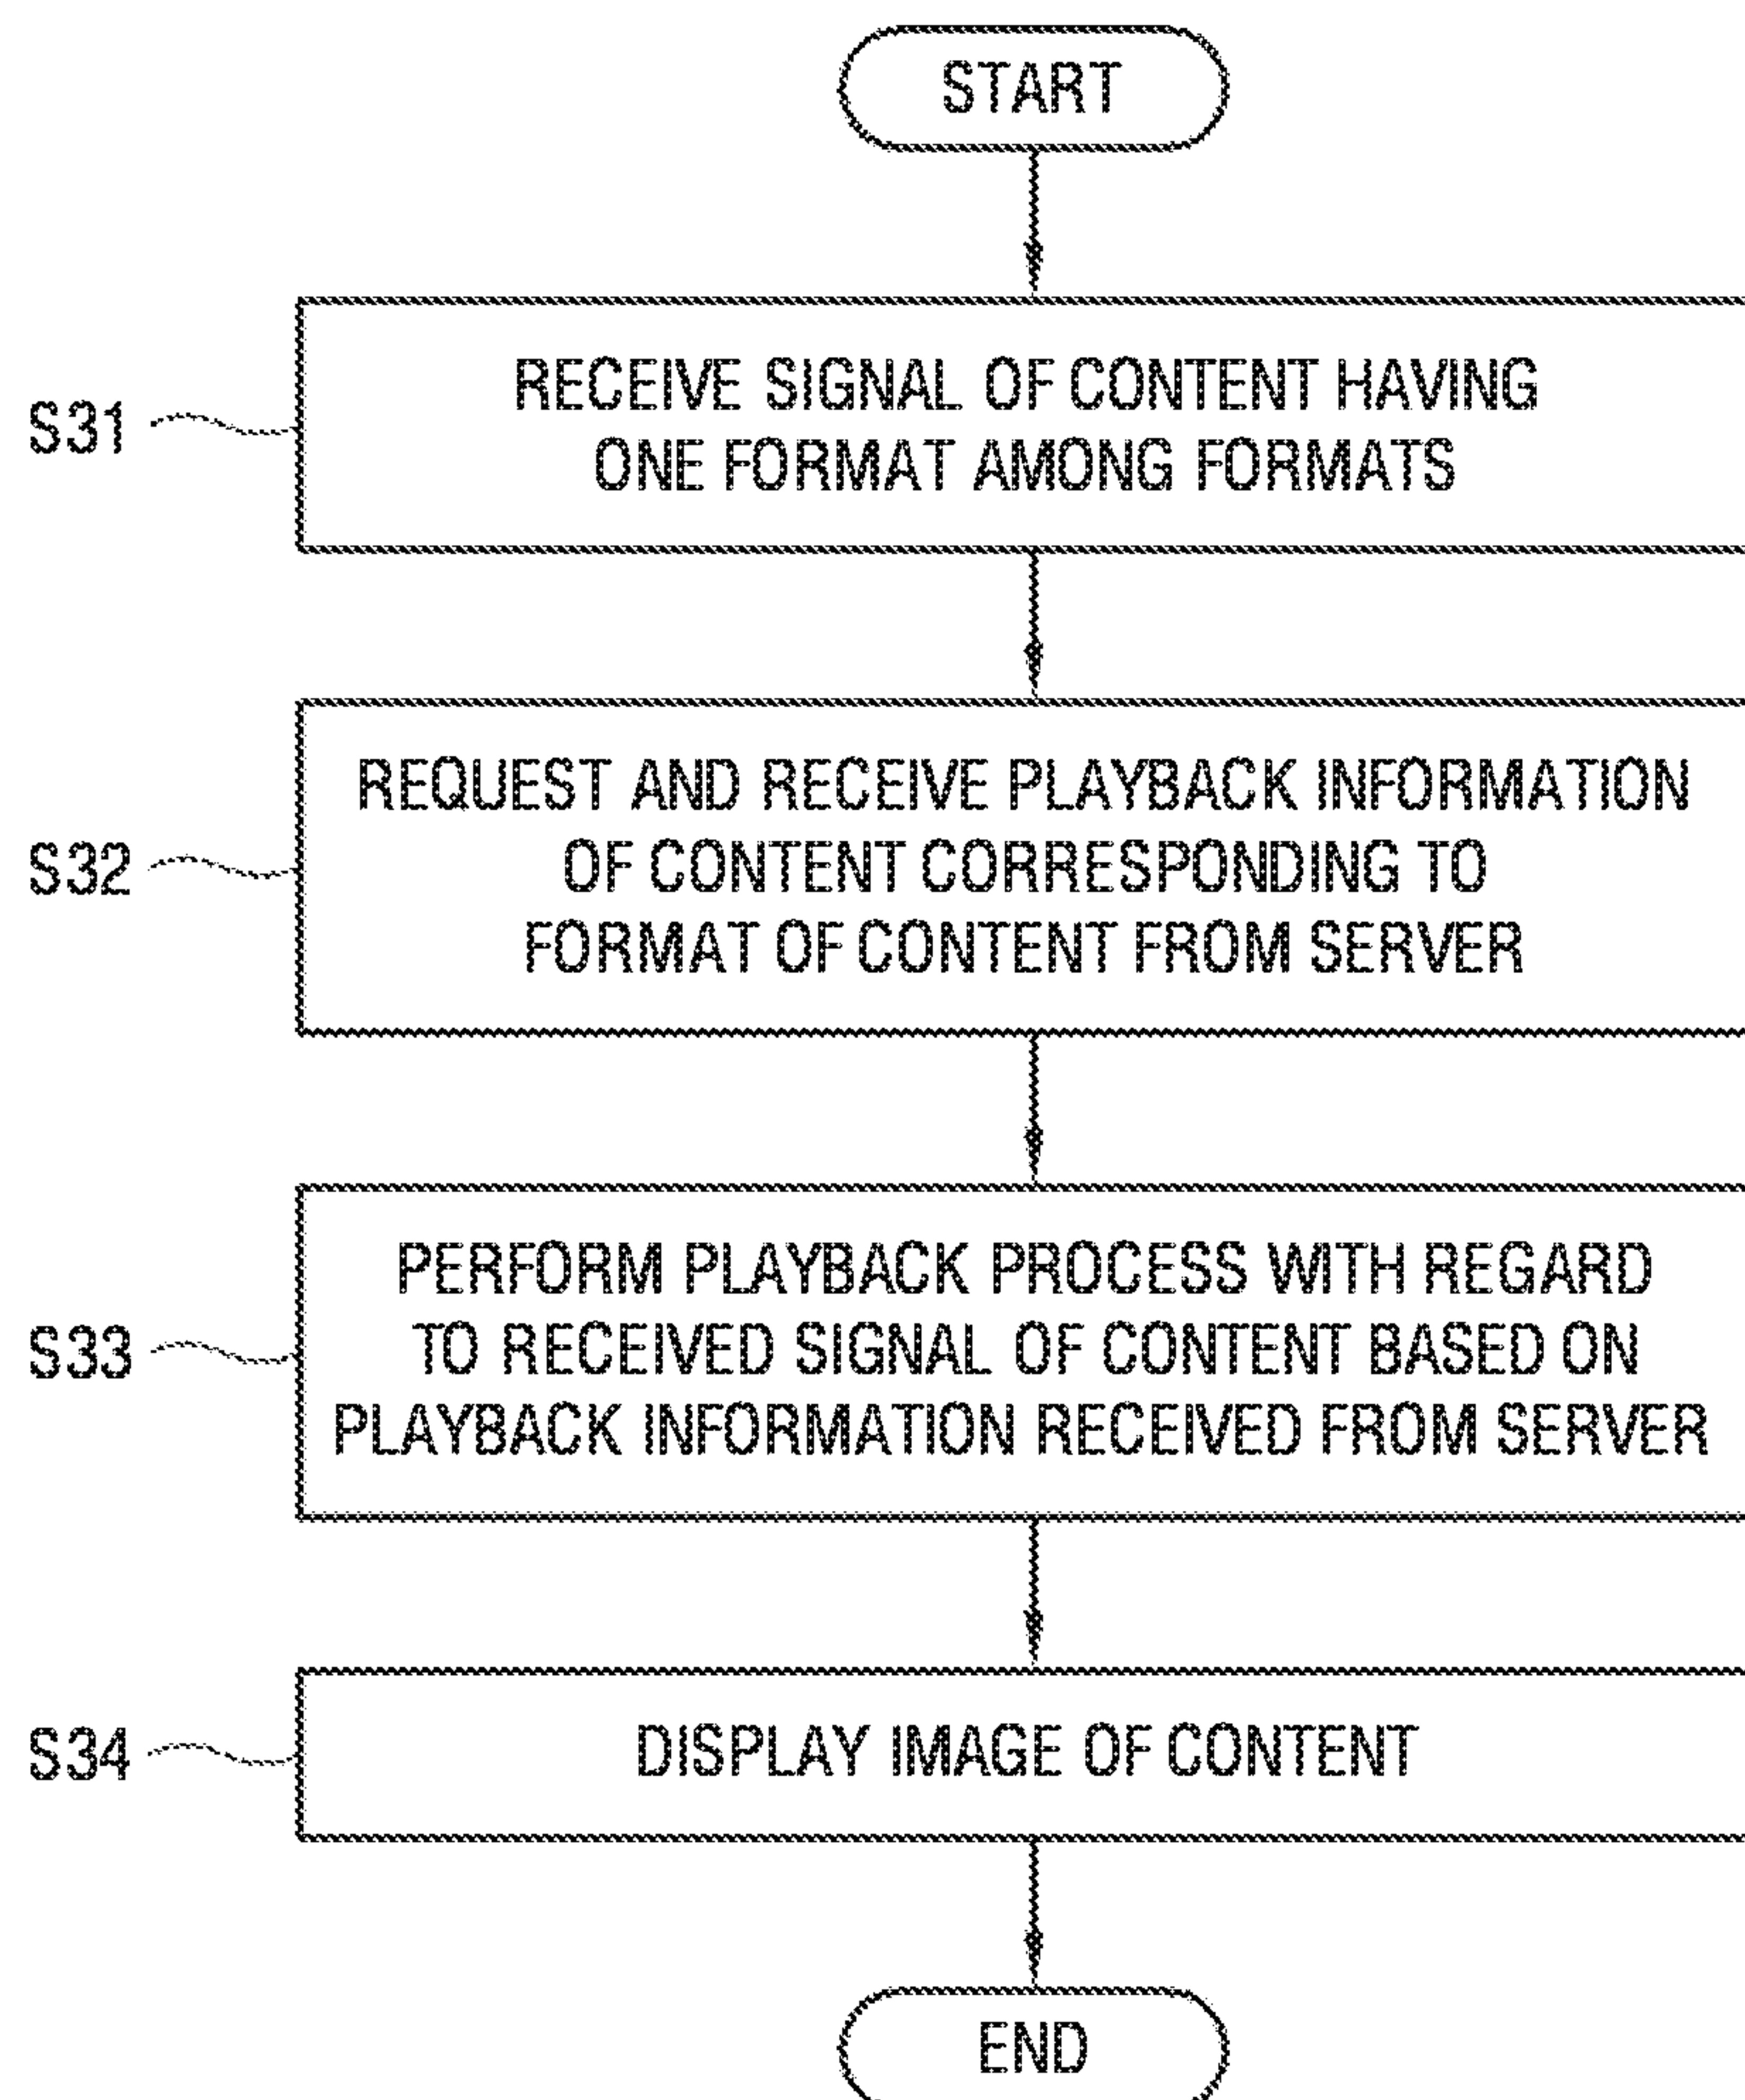 START
S31
RECEIVE SIGNAL OF CONTENT HAVING
ONE FORMAT AMONG FORMATS
S32
REQUEST AND RECEIVE PLAYBACK INFORMATION
OF CONTENT CORRESPONDING TO
FORMAT OF CONTENT FROM SERVER
S33
PERFORM PLAYBACK PROCESS WITH REGARD
TO RECEIVED SIGNAL OF CONTENT BASED ON
PLAYBACK INFORMATION RECEIVED FROM SERVER
S34
DISPLAY IMAGE OF CONTENT
END